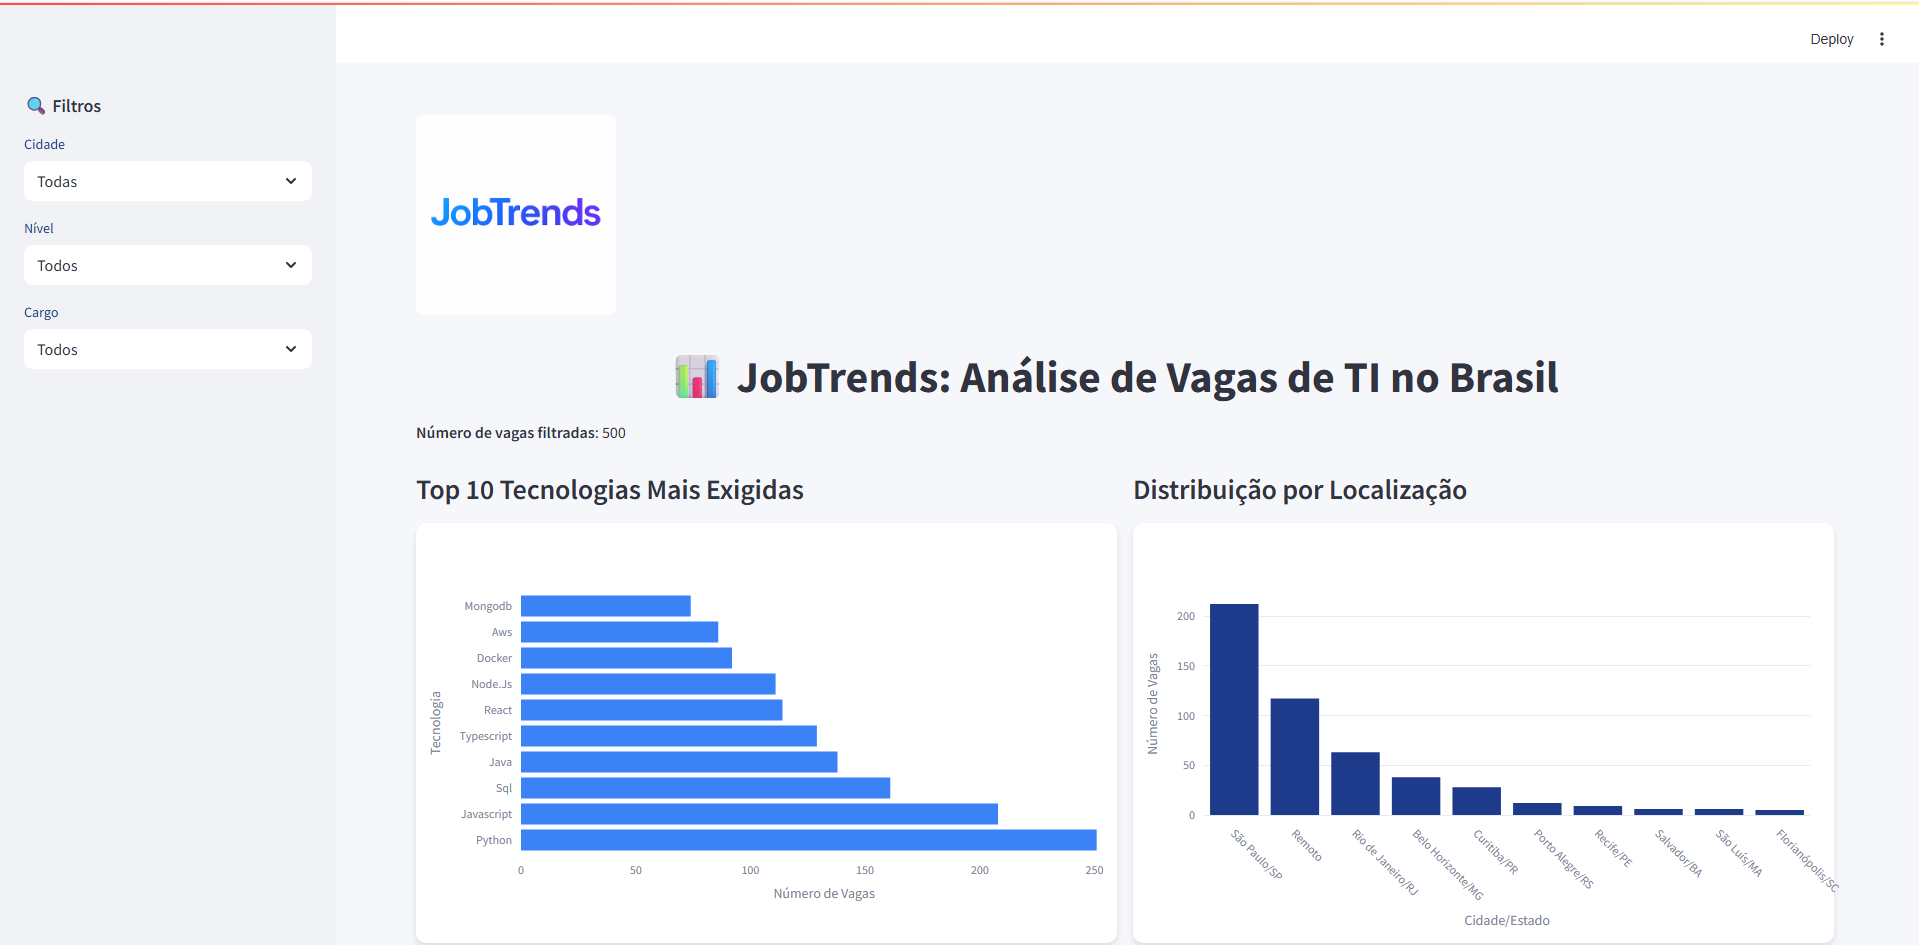 Deploy
Filtros
Cidade
Todas
Nível
Todos
Cargo
Todos
JobTrends
JobTrends: Análise de Vagas de TI no Brasil
Número de vagas filtradas: 500
Top 10 Tecnologias Mais Exigidas
Tecnologia
Mongodb
Aws
Docker
Node.Js
React
Typescript
Java
Sql
Javascript
Python
0 50 100 150 200 250
Número de Vagas
Distribuição por Localização
Número de Vagas
200
150
100
50
0
São Paulo/SP
Remoto
Rio de Janeiro/RJ
Belo Horizonte/MG
Curitiba/PR
Porto Alegre/RS
Recife/PE
Salvador/BA
São Luís/MA
Florianópolis/SC
Cidade/Estado